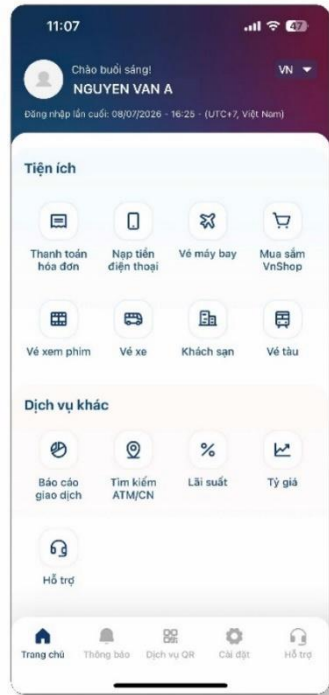 11:07
47
Chào buổi sáng!
VN
NGUYEN VAN A
Đăng nhập lần cuối: 08/07/2026 - 16:25 - (UTC+7, Việt Nam)
Tiện ích
Thanh toán
hóa đơn
Nạp tiền
điện thoại
Vé máy bay
Mua sắm
VnShop
Vé xem phim
Vé xe
Khách sạn
Vé tàu
Dịch vụ khác
Báo cáo
giao dịch
Tìm kiếm
ATM/CN
Lãi suất
Tỷ giá
Hỗ trợ
Trang chủ
Thông báo
Dịch vụ QR
Cài đặt
Hỗ trợ